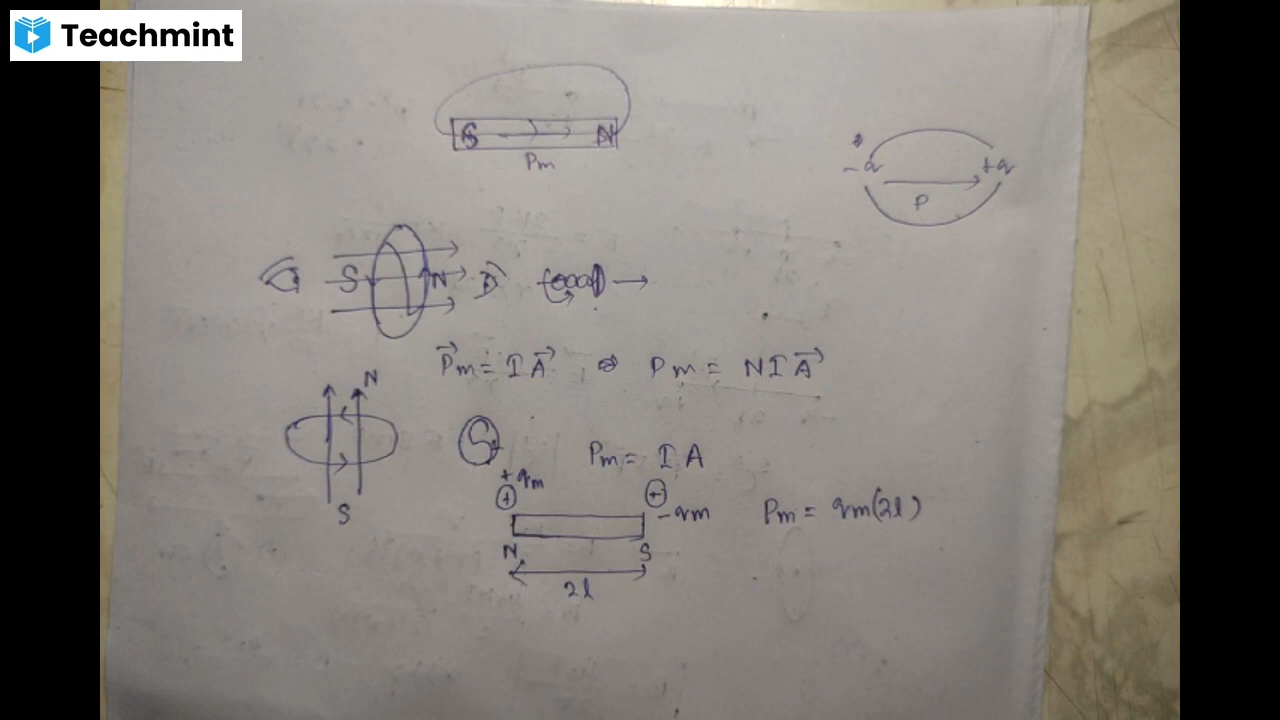 Teachmint
S N
Pm
-q +q
P
S N
P⃗m = I A⃗ , Pm = N I A⃗
N
S
Pm = I A
+qm
-qm Pm = qm(2l)
N S
2l